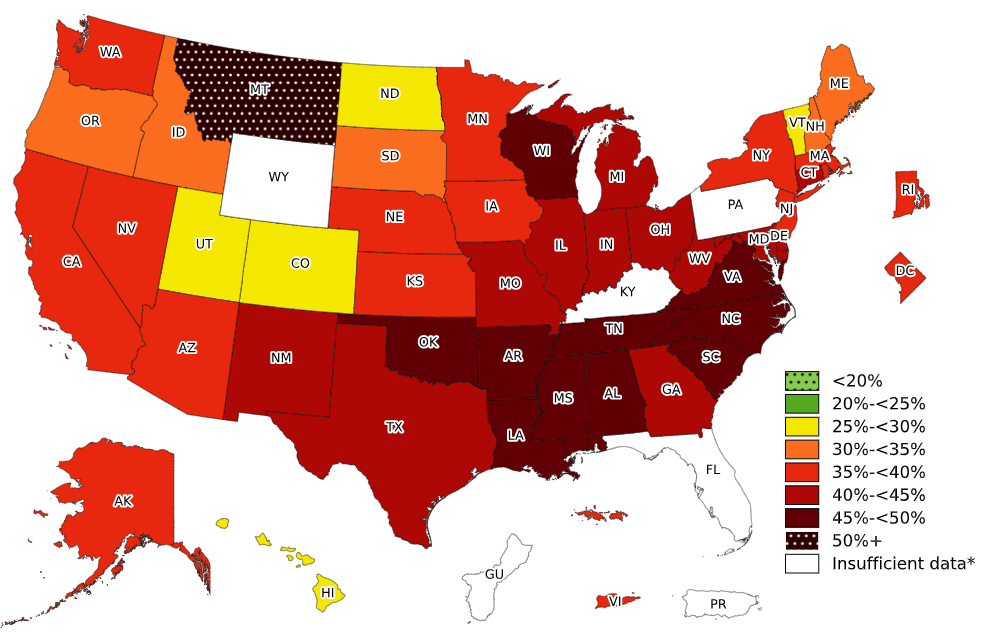 WA
MT
ND
MN
ME
OR
ID
SD
WI
VT
NH
WY
MI
NY
MA
CT
RI
NV
UT
NE
IA
PA
NJ
CA
CO
KS
IL
IN
OH
MD
DE
DC
MO
WV
VA
KY
AZ
NM
OK
AR
TN
NC
SC
TX
MS
AL
GA
LA
FL
AK
HI
GU
VI
PR
<20%
20%-<25%
25%-<30%
30%-<35%
35%-<40%
40%-<45%
45%-<50%
50%+
Insufficient data*